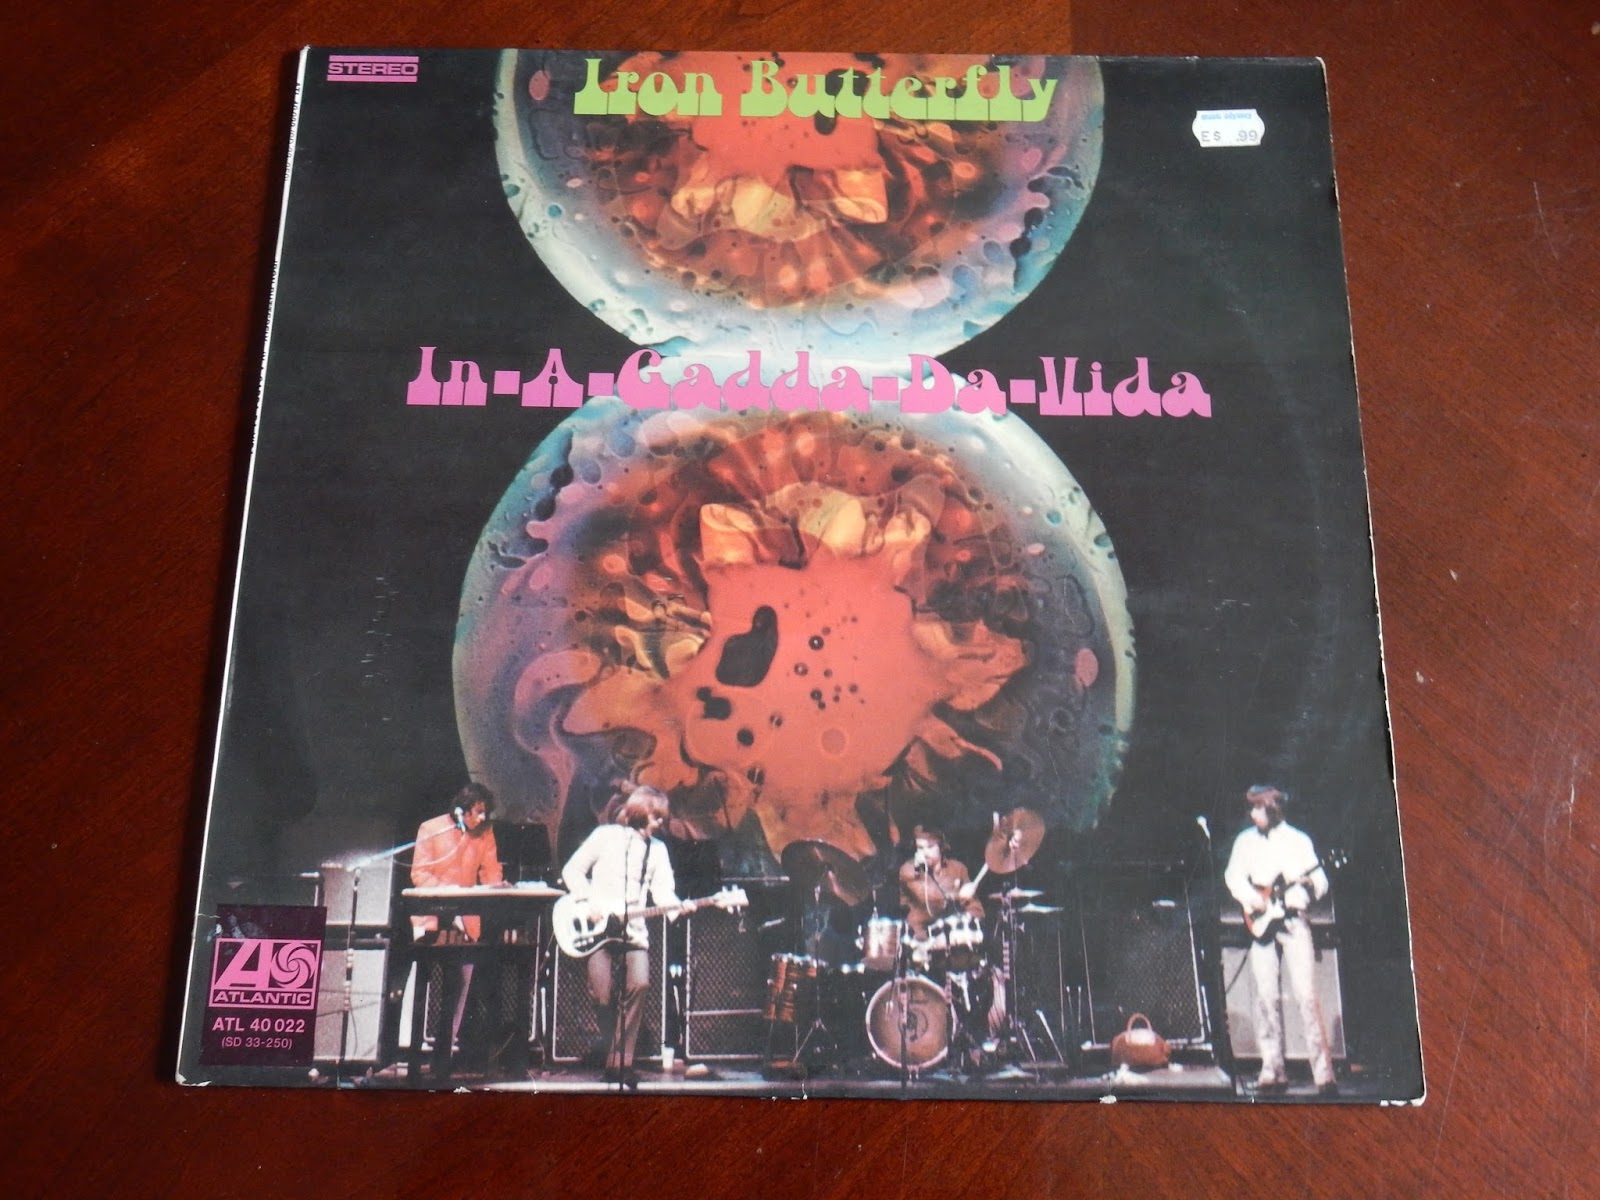 STEREO
Iron Butterfly
E$ .99
In-A-Gadda-Da-Vida
ATLANTIC
ATL 40 022
(SD 33-250)